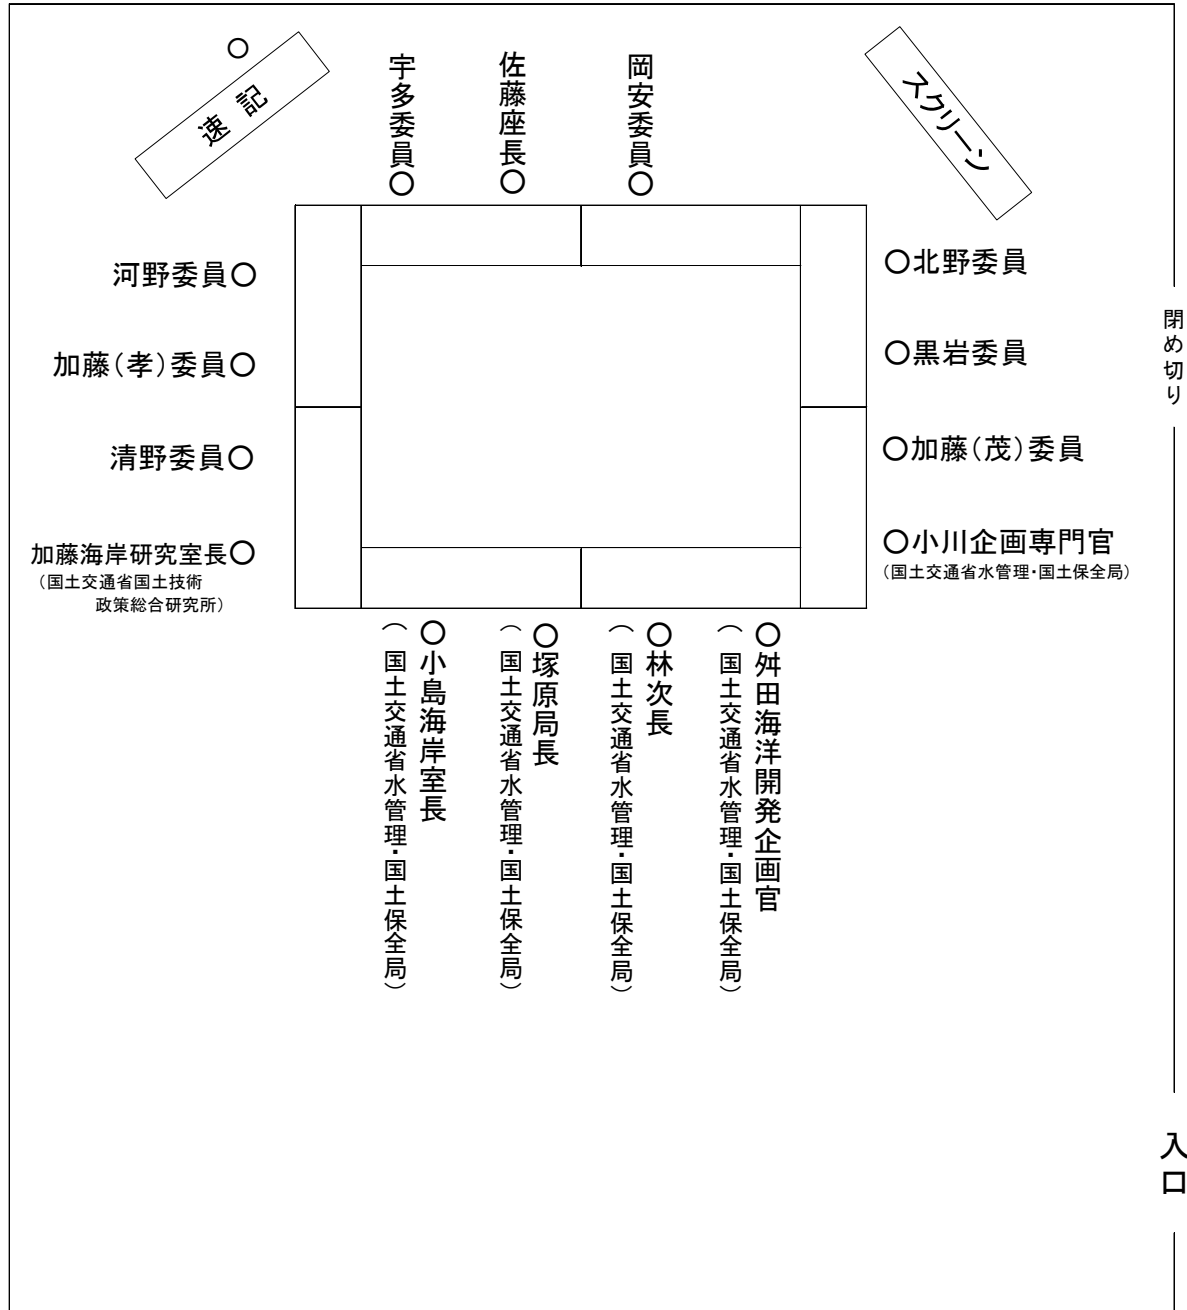 ○
速記
宇多委員○
佐藤座長○
岡安委員○
スクリーン
河野委員○
加藤（孝）委員○
清野委員○
加藤海岸研究室長○
（国土交通省国土技術
政策総合研究所）
○北野委員
○黒岩委員
○加藤（茂）委員
○小川企画専門官
（国土交通省水管理・国土保全局）
閉め切り
○小島海岸室長
（国土交通省水管理・国土保全局）
○塚原局長
（国土交通省水管理・国土保全局）
○林次長
（国土交通省水管理・国土保全局）
○舛田海洋開発企画官
（国土交通省水管理・国土保全局）
入口